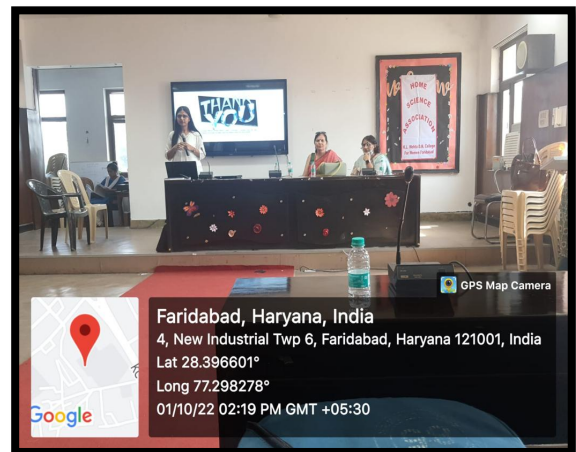 THANK
YOU
HOME
SCIENCE
ASSOCIATION
GPS Map Camera
Faridabad, Haryana, India
4, New Industrial Twp 6, Faridabad, Haryana 121001, India
Lat 28.396601°
Long 77.298278°
01/10/22 02:19 PM GMT +05:30
Google